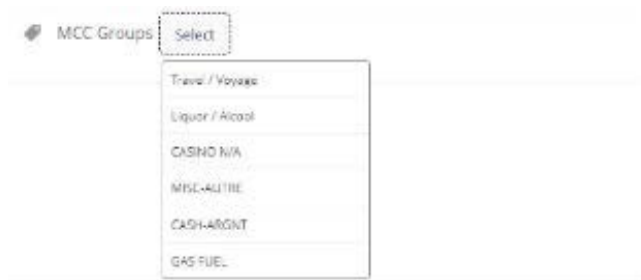 MCC Groups Select
Travel / Voyage
Liquor / Alcool
CASINO N/A
MISC-AUTRE
CASH-ARGNT
GAS FUEL